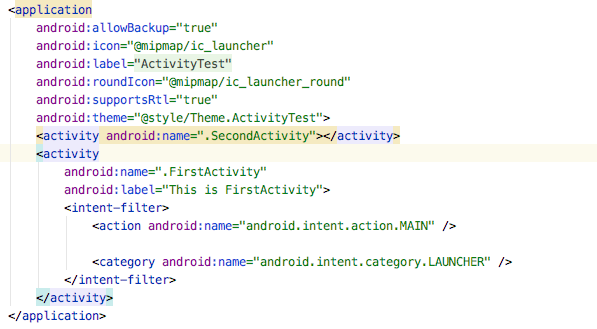 <application
    android:allowBackup="true"
    android:icon="@mipmap/ic_launcher"
    android:label="ActivityTest"
    android:roundIcon="@mipmap/ic_launcher_round"
    android:supportsRtl="true"
    android:theme="@style/Theme.ActivityTest">
    <activity android:name=".SecondActivity"></activity>
    <activity
        android:name=".FirstActivity"
        android:label="This is FirstActivity">
        <intent-filter>
            <action android:name="android.intent.action.MAIN" />
            <category android:name="android.intent.category.LAUNCHER" />
        </intent-filter>
    </activity>
</application>